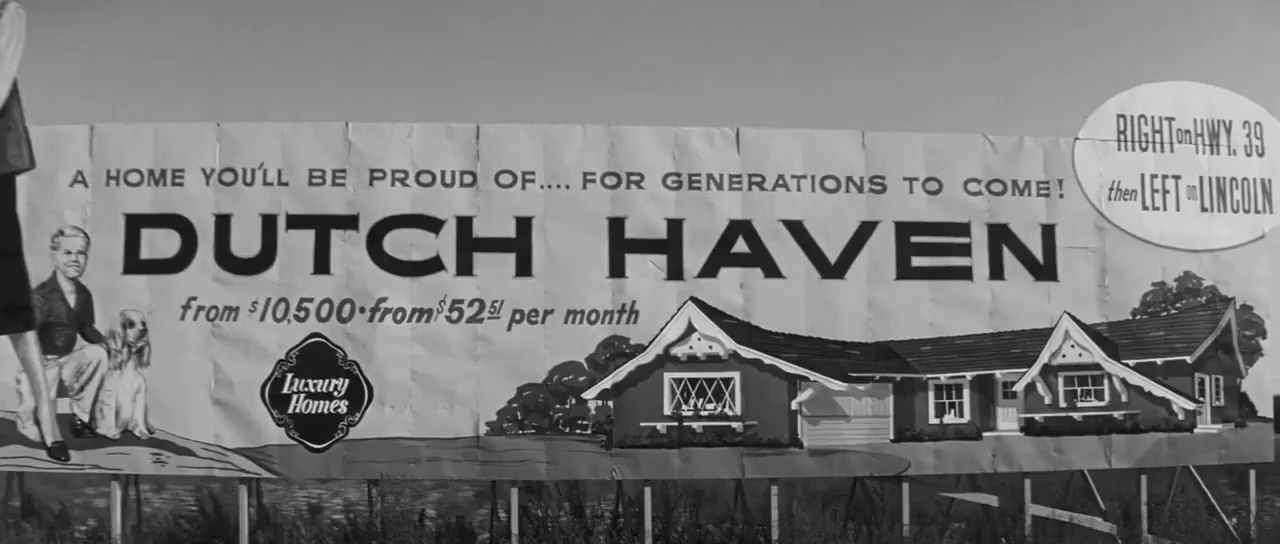 A HOME YOU'LL BE PROUD OF.... FOR GENERATIONS TO COME!
DUTCH HAVEN
from $10,500·from $52 51 per month
Luxury
Homes
RIGHT on HWY. 39
then LEFT on LINCOLN